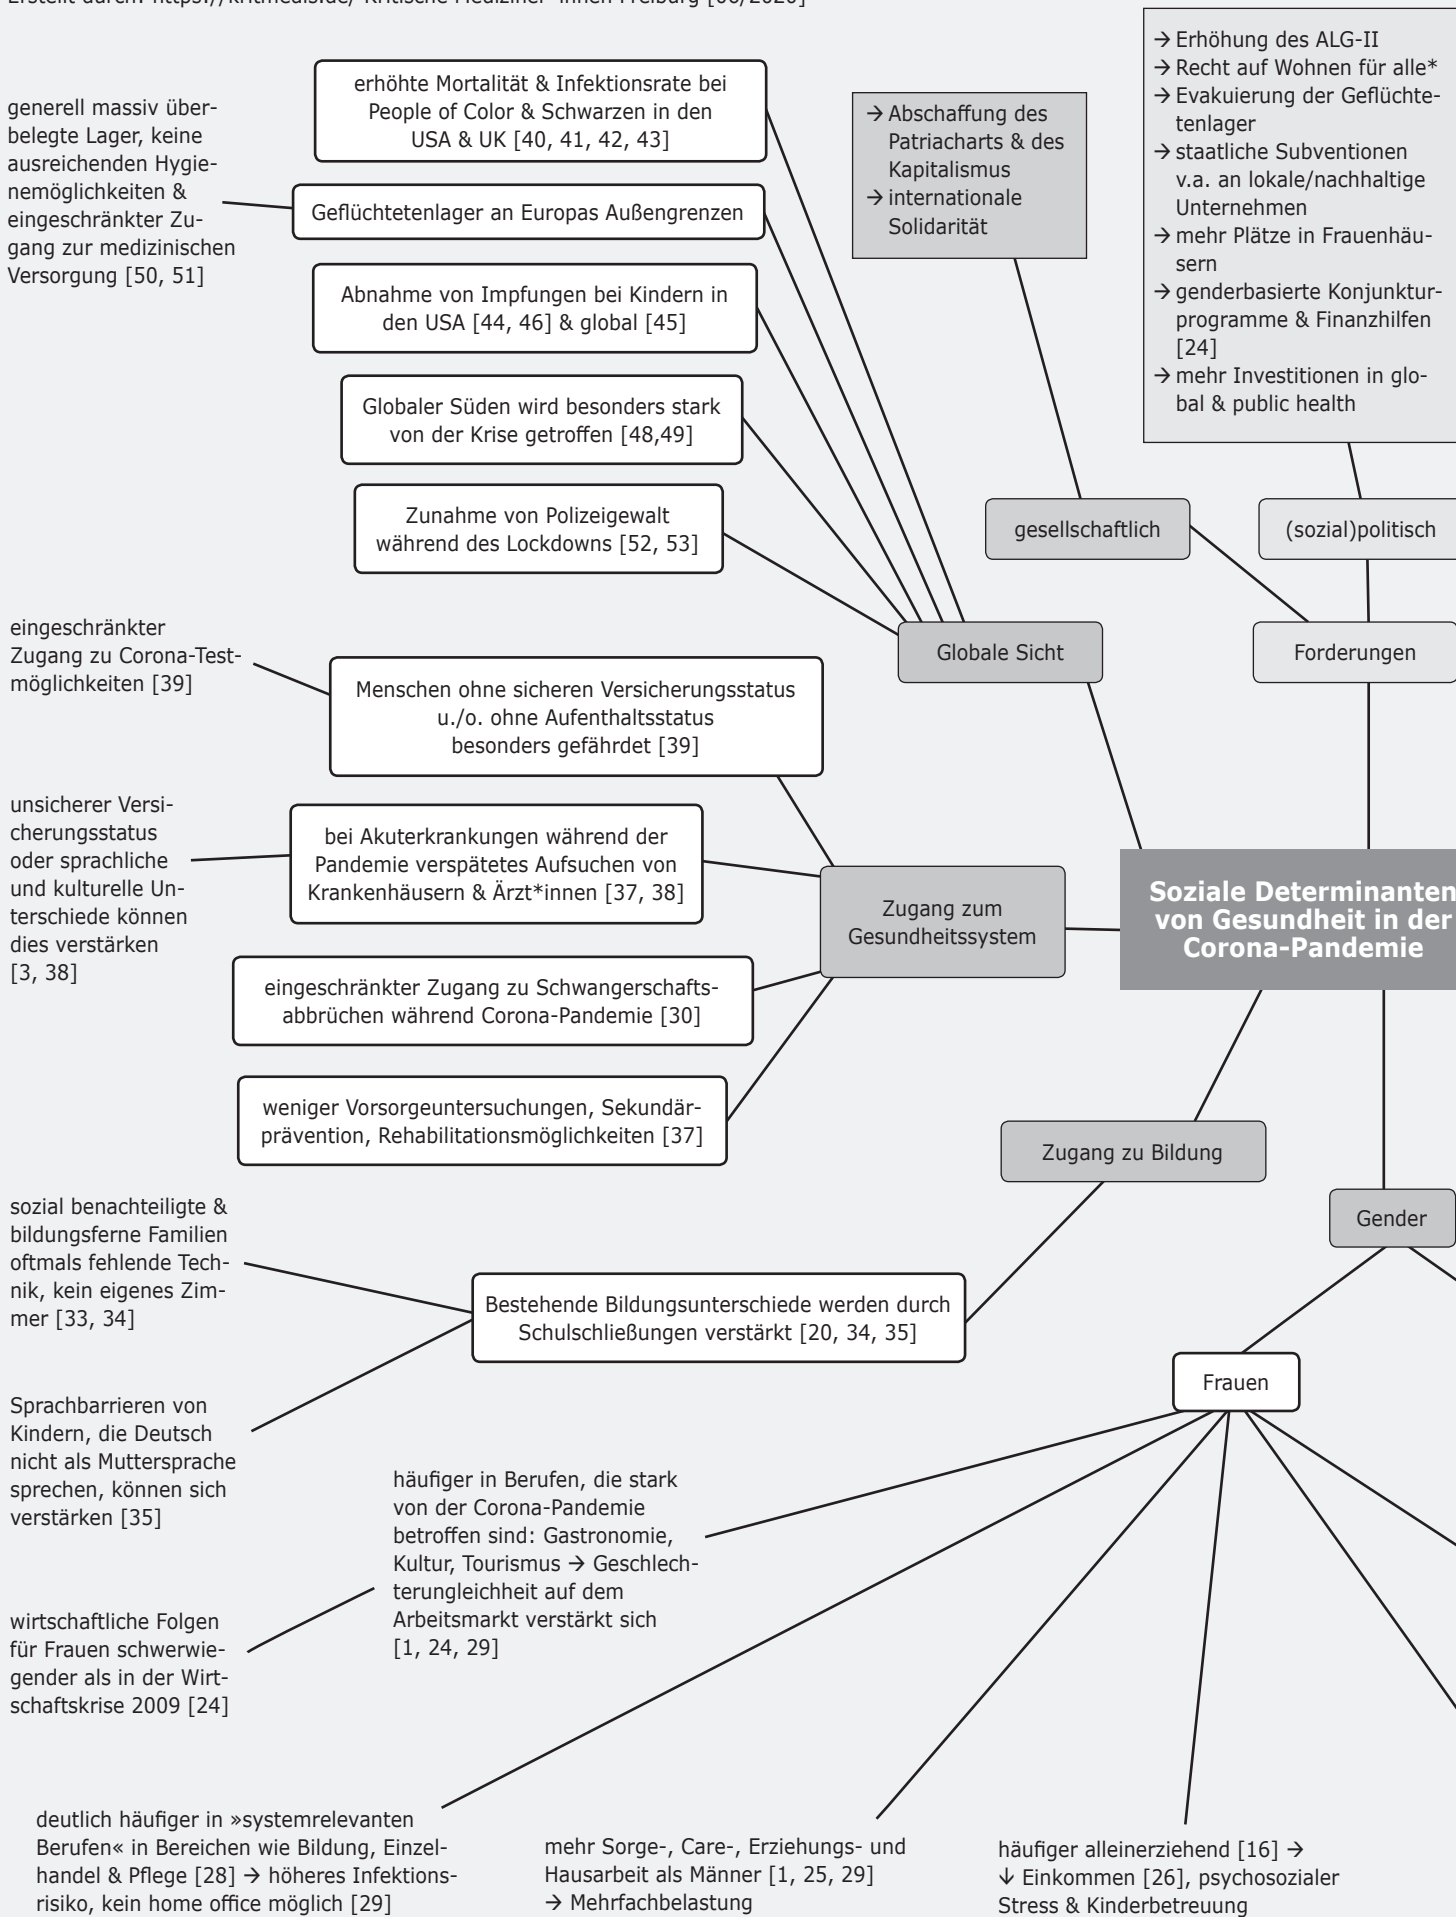 Erstellt durch: https://kritmedis.de/ Kritische Mediziner*innen Freiburg [06/2020]
→ Erhöhung des ALG-II
→ Recht auf Wohnen für alle*
→ Evakuierung der Geflüchte-
tenlager
→ staatliche Subventionen
v.a. an lokale/nachhaltige
Unternehmen
→ mehr Plätze in Frauenhäu-
sern
→ genderbasierte Konjunktur-
programme & Finanzhilfen
[24]
→ mehr Investitionen in glo-
bal & public health
→ Abschaffung des
Patriacharts & des
Kapitalismus
→ internationale
Solidarität
erhöhte Mortalität & Infektionsrate bei
People of Color & Schwarzen in den
USA & UK [40, 41, 42, 43]
generell massiv über-
belegte Lager, keine
ausreichenden Hygie-
nemöglichkeiten &
eingeschränkter Zu-
gang zur medizinischen
Versorgung [50, 51]
Geflüchtetenlager an Europas Außengrenzen
Abnahme von Impfungen bei Kindern in
den USA [44, 46] & global [45]
Globaler Süden wird besonders stark
von der Krise getroffen [48,49]
Zunahme von Polizeigewalt
während des Lockdowns [52, 53]
gesellschaftlich
(sozial)politisch
Globale Sicht
Forderungen
eingeschränkter
Zugang zu Corona-Test-
möglichkeiten [39]
Menschen ohne sicheren Versicherungsstatus
u./o. ohne Aufenthaltsstatus
besonders gefährdet [39]
unsicherer Versi-
cherungsstatus
oder sprachliche
und kulturelle Un-
terschiede können
dies verstärken
[3, 38]
bei Akuterkrankungen während der
Pandemie verspätetes Aufsuchen von
Krankenhäusern & Ärzt*innen [37, 38]
Zugang zum
Gesundheitssystem
Soziale Determinanten
von Gesundheit in der
Corona-Pandemie
eingeschränkter Zugang zu Schwangerschafts-
abbrüchen während Corona-Pandemie [30]
weniger Vorsorgeuntersuchungen, Sekundär-
prävention, Rehabilitationsmöglichkeiten [37]
Zugang zu Bildung
Gender
sozial benachteiligte &
bildungsferne Familien
oftmals fehlende Tech-
nik, kein eigenes Zim-
mer [33, 34]
Bestehende Bildungsunterschiede werden durch
Schulschließungen verstärkt [20, 34, 35]
Frauen
Sprachbarrieren von
Kindern, die Deutsch
nicht als Muttersprache
sprechen, können sich
verstärken [35]
häufiger in Berufen, die stark
von der Corona-Pandemie
betroffen sind: Gastronomie,
Kultur, Tourismus → Geschlech-
terungleichheit auf dem
Arbeitsmarkt verstärkt sich
[1, 24, 29]
wirtschaftliche Folgen
für Frauen schwerwie-
gender als in der Wirt-
schaftskrise 2009 [24]
deutlich häufiger in »systemrelevanten
Berufen« in Bereichen wie Bildung, Einzel-
handel & Pflege [28] → höheres Infektions-
risiko, kein home office möglich [29]
mehr Sorge-, Care-, Erziehungs- und
Hausarbeit als Männer [1, 25, 29]
→ Mehrfachbelastung
häufiger alleinerziehend [16] →
↓ Einkommen [26], psychosozialer
Stress & Kinderbetreuung